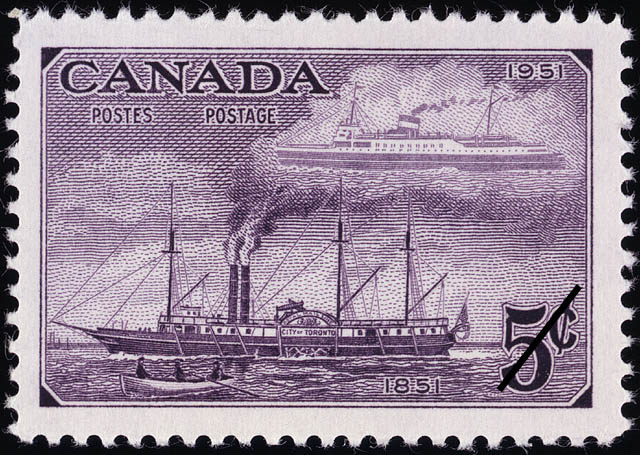 CANADA
1951
POSTES POSTAGE
CITY OF TORONTO
5¢
1851